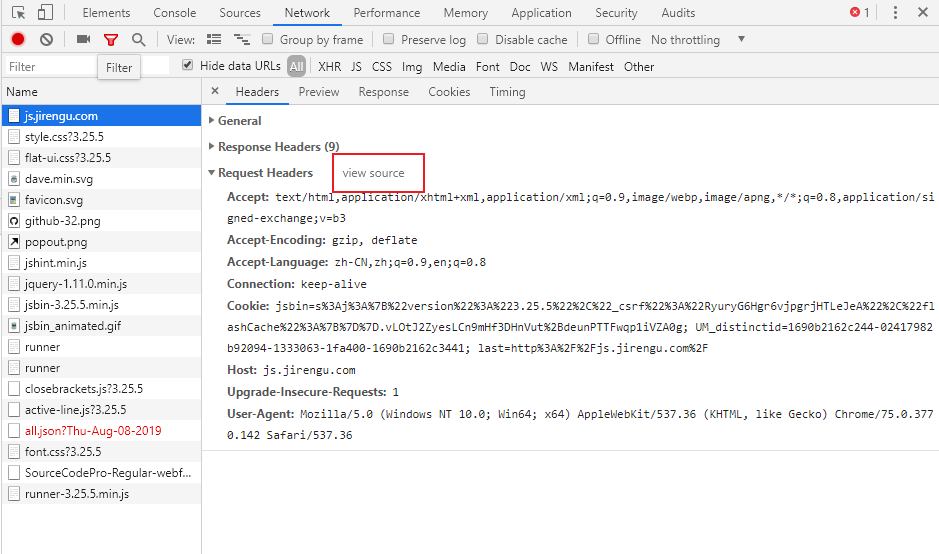 Elements Console Sources Network Performance Memory Application Security Audits 1
View: Group by frame Preserve log Disable cache Offline No throttling
Filter Hide data URLs All XHR JS CSS Img Media Font Doc WS Manifest Other
Filter
Name
js.jirengu.com
style.css?3.25.5
flat-ui.css?3.25.5
dave.min.svg
favicon.svg
github-32.png
popout.png
jshint.min.js
jquery-1.11.0.min.js
jsbin-3.25.5.min.js
jsbin_animated.gif
runner
runner
closebrackets.js?3.25.5
active-line.js?3.25.5
all.json?Thu-Aug-08-2019
font.css?3.25.5
SourceCodePro-Regular-webf...
runner-3.25.5.min.js
Headers Preview Response Cookies Timing
General
Response Headers (9)
Request Headers view source
Accept: text/html,application/xhtml+xml,application/xml;q=0.9,image/webp,image/apng,*/*;q=0.8,application/si
gned-exchange;v=b3
Accept-Encoding: gzip, deflate
Accept-Language: zh-CN,zh;q=0.9,en;q=0.8
Connection: keep-alive
Cookie: jsbin=s%3Aj%3A%7B%22version%22%3A%223.25.5%22%2C%22_csrf%22%3A%22RyuryG6Hgr6vjpgrjHTLeJeA%22%2C%22fl
ashCache%22%3A%7B%7D%7D.vLOtJ2ZyesLCn9mHf3DHnVut%2BdeunPTTFwqp1iVZA0g; UM_distinctid=1690b2162c244-02417982
b92094-1333063-1fa400-1690b2162c3441; last=http%3A%2F%2Fjs.jirengu.com%2F
Host: js.jirengu.com
Upgrade-Insecure-Requests: 1
User-Agent: Mozilla/5.0 (Windows NT 10.0; Win64; x64) AppleWebKit/537.36 (KHTML, like Gecko) Chrome/75.0.377
0.142 Safari/537.36